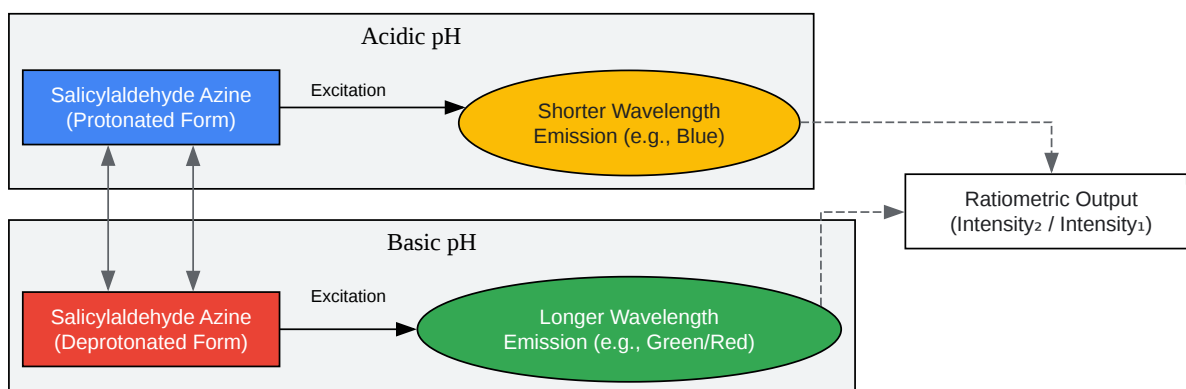 Acidic pH
Salicylaldehyde Azine
(Protonated Form)
Excitation
Shorter Wavelength
Emission (e.g., Blue)
Ratiometric Output
(Intensity₂ / Intensity₁)
Basic pH
Salicylaldehyde Azine
(Deprotonated Form)
Excitation
Longer Wavelength
Emission (e.g., Green/Red)